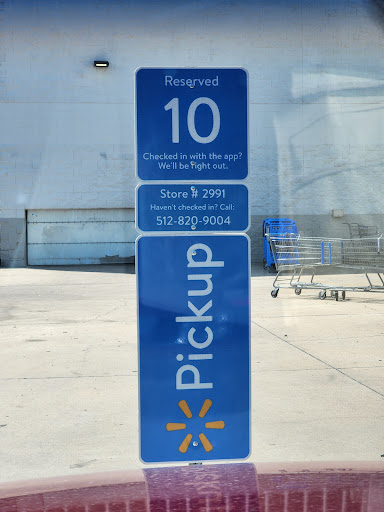 Reserved
10
Checked in with the app?
We'll be right out.
Store # 2991
Haven't checked in? Call:
512-820-9004
Pickup